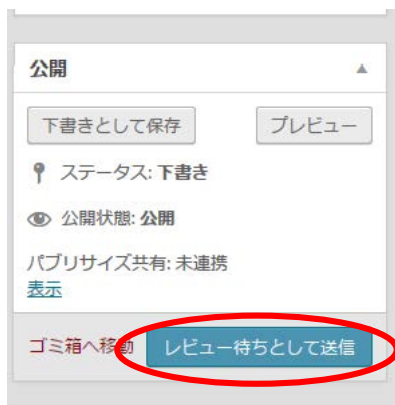 公開
下書きとして保存 プレビュー
ステータス: 下書き
公開状態: 公開
パブリサイズ共有: 未連携
表示
ゴミ箱へ移動 レビュー待ちとして送信